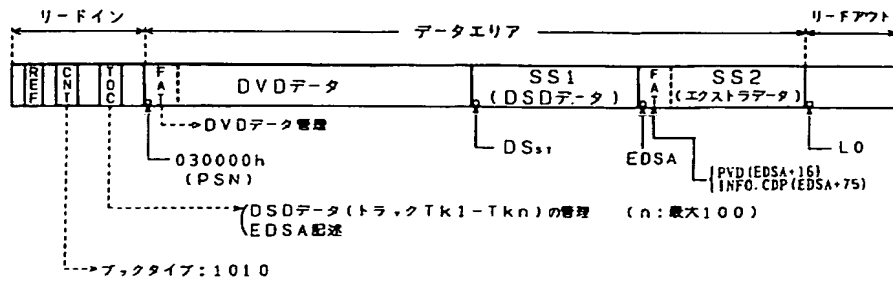 リードイン
データエリア
リードアウト
REF
CNT
TOC
FAT
DVDデータ
SS1
(DSDデータ)
FAT
SS2
(エクストラデータ)
DVDデータ管理
030000h
(PSN)
DSST
EDSA
PVD(EDSA+16)
INFO.CDP(EDSA+75)
LO
DSDデータ(トラックTk1-Tkn)の管理 (n:最大100)
EDSA記述
ブックタイプ:1010